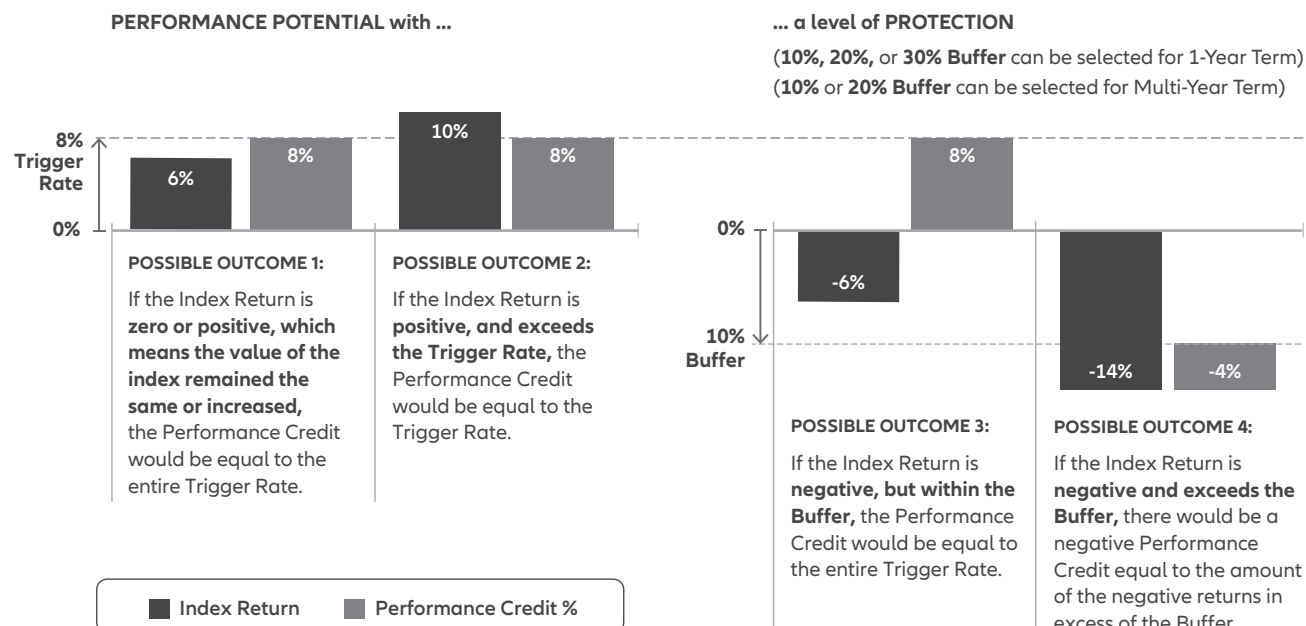 PERFORMANCE POTENTIAL with ...
8%
Trigger
Rate
0%
6%
8%
10%
8%
POSSIBLE OUTCOME 1:
If the Index Return is
zero or positive, which
means the value of the
index remained the
same or increased,
the Performance Credit
would be equal to the
entire Trigger Rate.
POSSIBLE OUTCOME 2:
If the Index Return is
positive, and exceeds
the Trigger Rate, the
Performance Credit
would be equal to the
Trigger Rate.
Index Return
Performance Credit %
... a level of PROTECTION
(10%, 20%, or 30% Buffer can be selected for 1-Year Term)
(10% or 20% Buffer can be selected for Multi-Year Term)
0%
10%
Buffer
-6%
8%
-14%
-4%
POSSIBLE OUTCOME 3:
If the Index Return is
negative, but within the
Buffer, the Performance
Credit would be equal to
the entire Trigger Rate.
POSSIBLE OUTCOME 4:
If the Index Return is
negative and exceeds the
Buffer, there would be a
negative Performance
Credit equal to the amount
of the negative returns in
excess of the Buffer